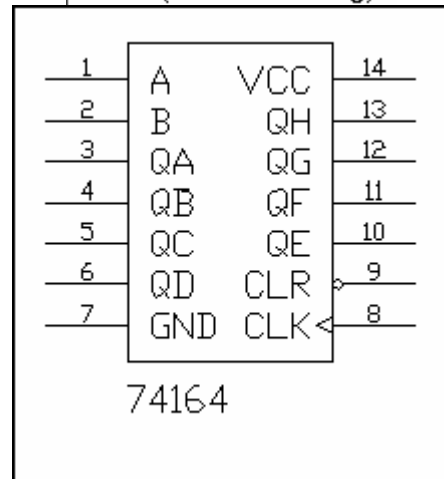 1 A VCC 14
2 B QH 13
3 QA QG 12
4 QB QF 11
5 QC QE 10
6 QD CLR 9
7 GND CLK 8
74164